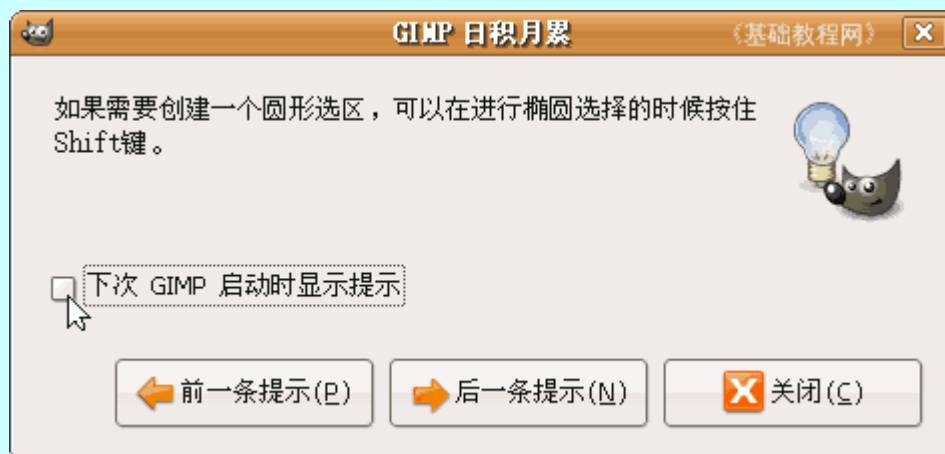 GIMP 日积月累
《基础教程网》
如果需要创建一个圆形选区，可以在进行椭圆选择的时候按住
Shift键。
下次 GIMP 启动时显示提示
前一条提示(P)
后一条提示(N)
关闭(C)